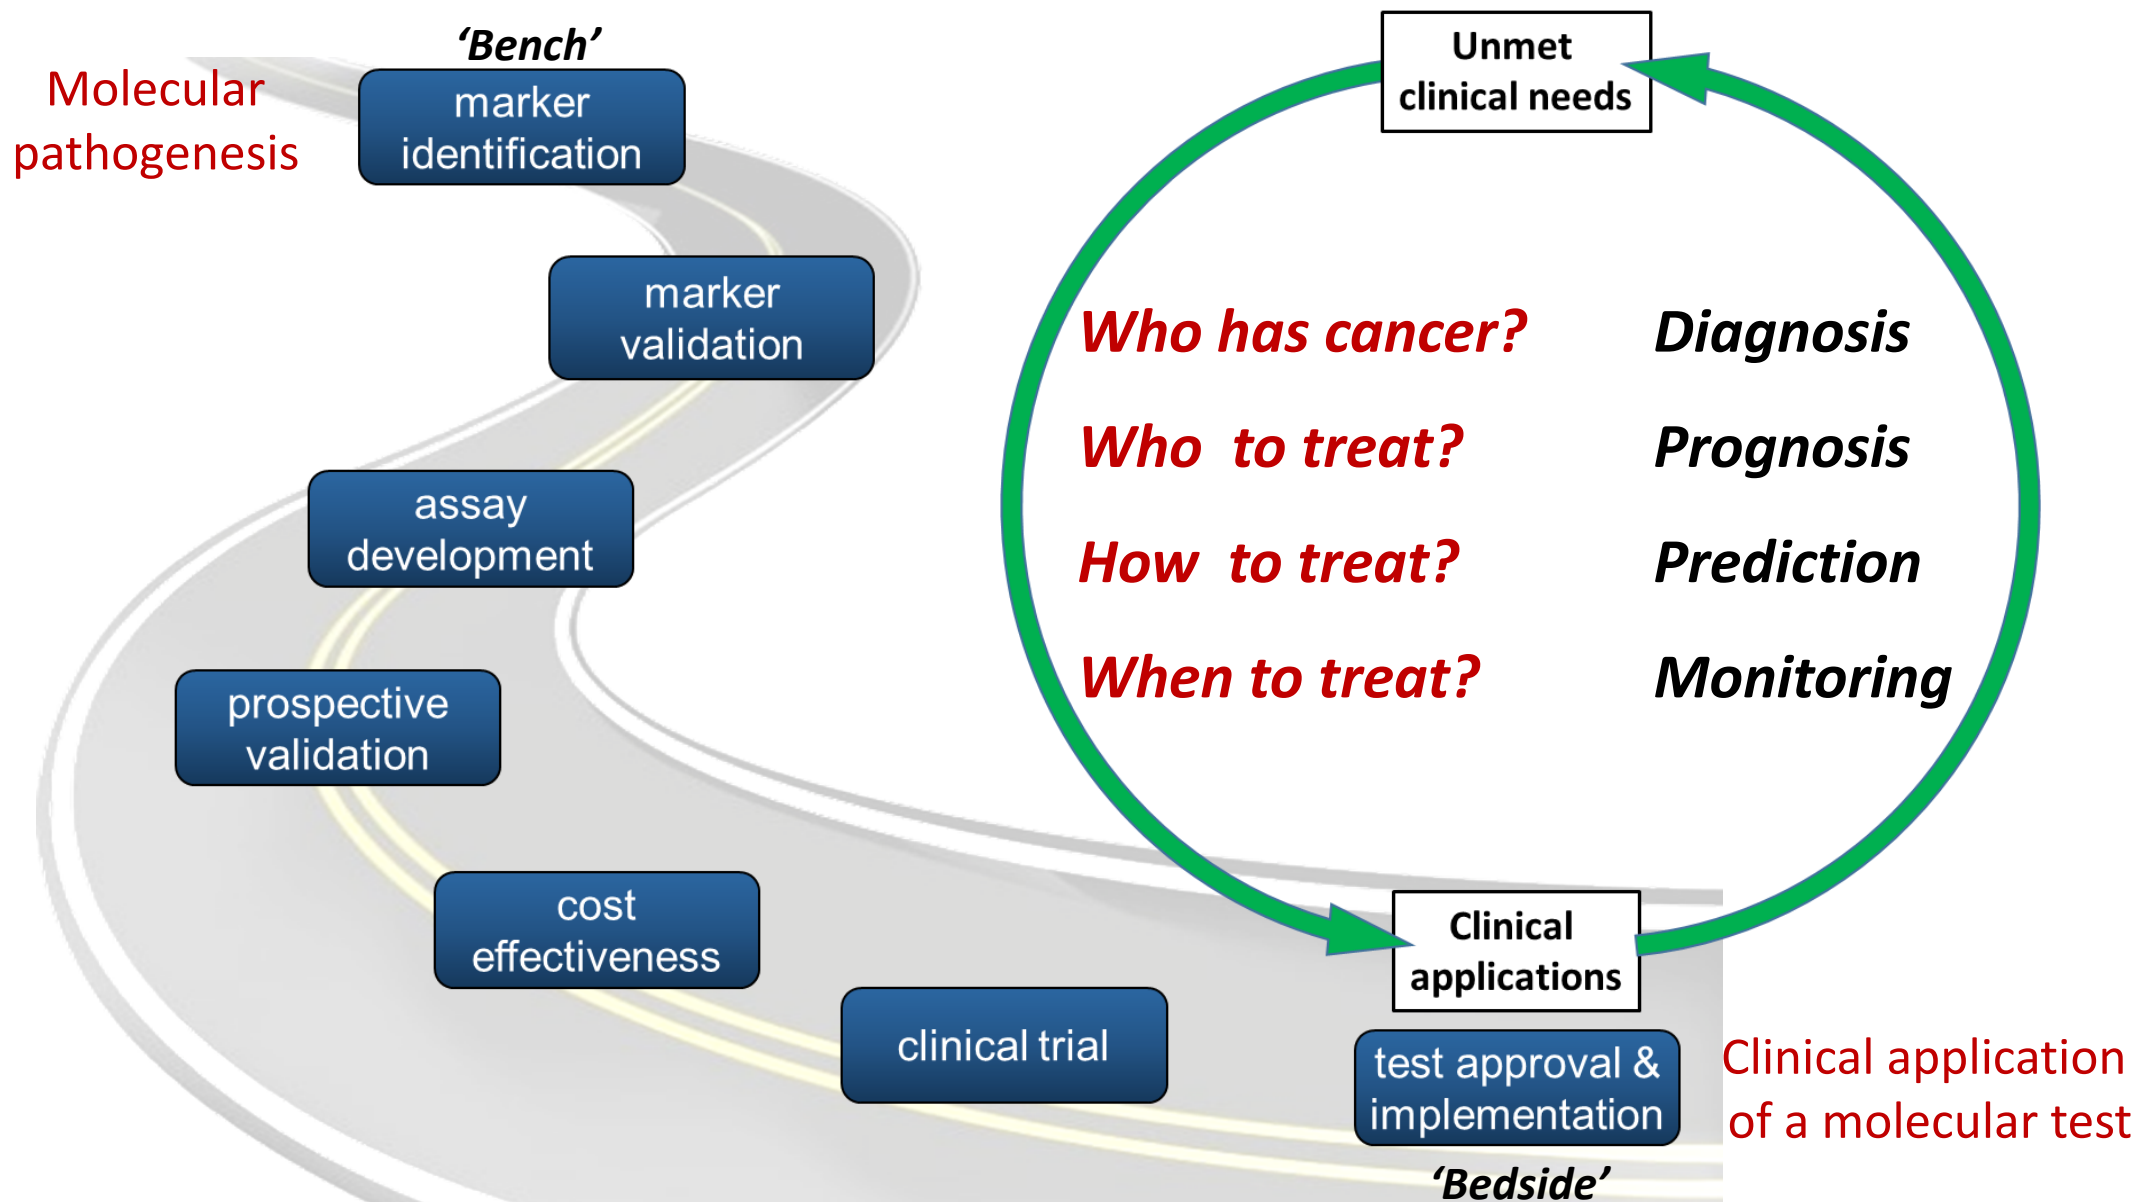 ‘Bench’
Molecular
pathogenesis
marker
identification
marker
validation
assay
development
prospective
validation
cost
effectiveness
clinical trial
test approval &
implementation
‘Bedside’
Clinical application
of a molecular test
Unmet
clinical needs
Who has cancer? Diagnosis
Who to treat? Prognosis
How to treat? Prediction
When to treat? Monitoring
Clinical
applications